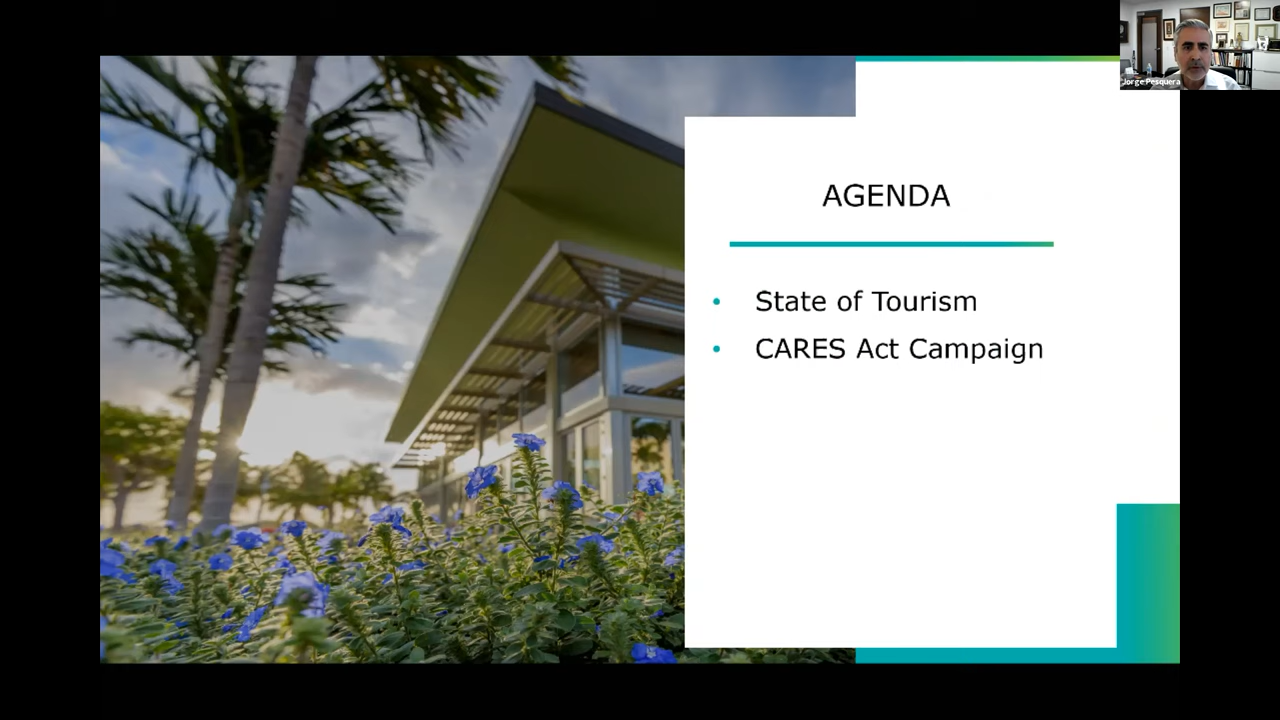 Jorge Pesquera
AGENDA
• State of Tourism
• CARES Act Campaign